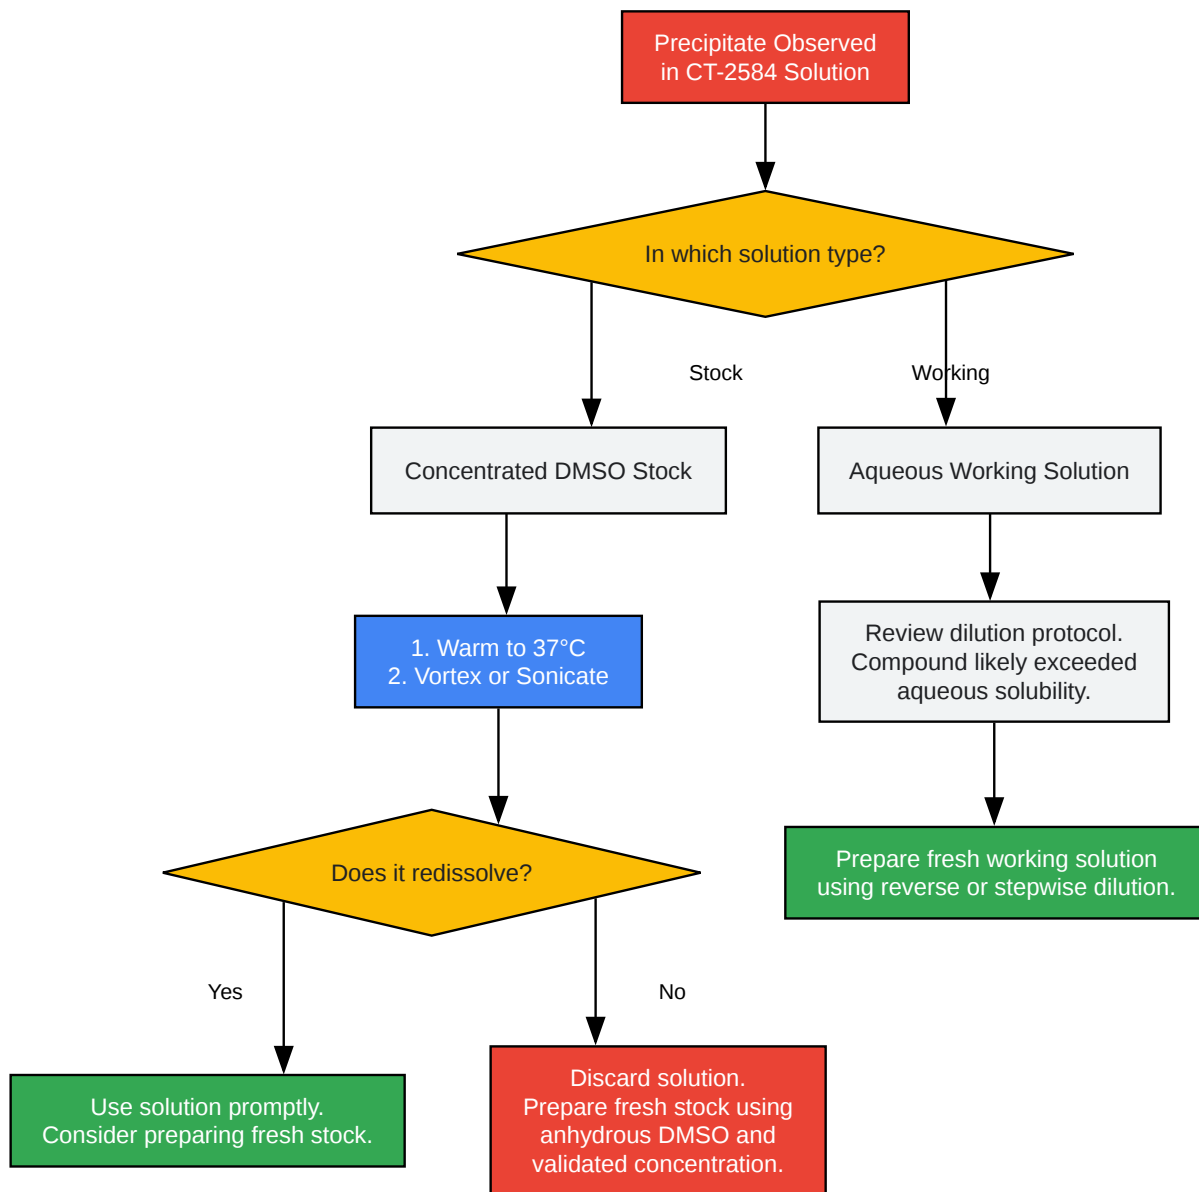 Precipitate Observed
in CT-2584 Solution
In which solution type?
Stock
Working
Concentrated DMSO Stock
Aqueous Working Solution
1. Warm to 37°C
2. Vortex or Sonicate
Review dilution protocol.
Compound likely exceeded
aqueous solubility.
Does it redissolve?
Prepare fresh working solution
using reverse or stepwise dilution.
Yes
No
Use solution promptly.
Consider preparing fresh stock.
Discard solution.
Prepare fresh stock using
anhydrous DMSO and
validated concentration.